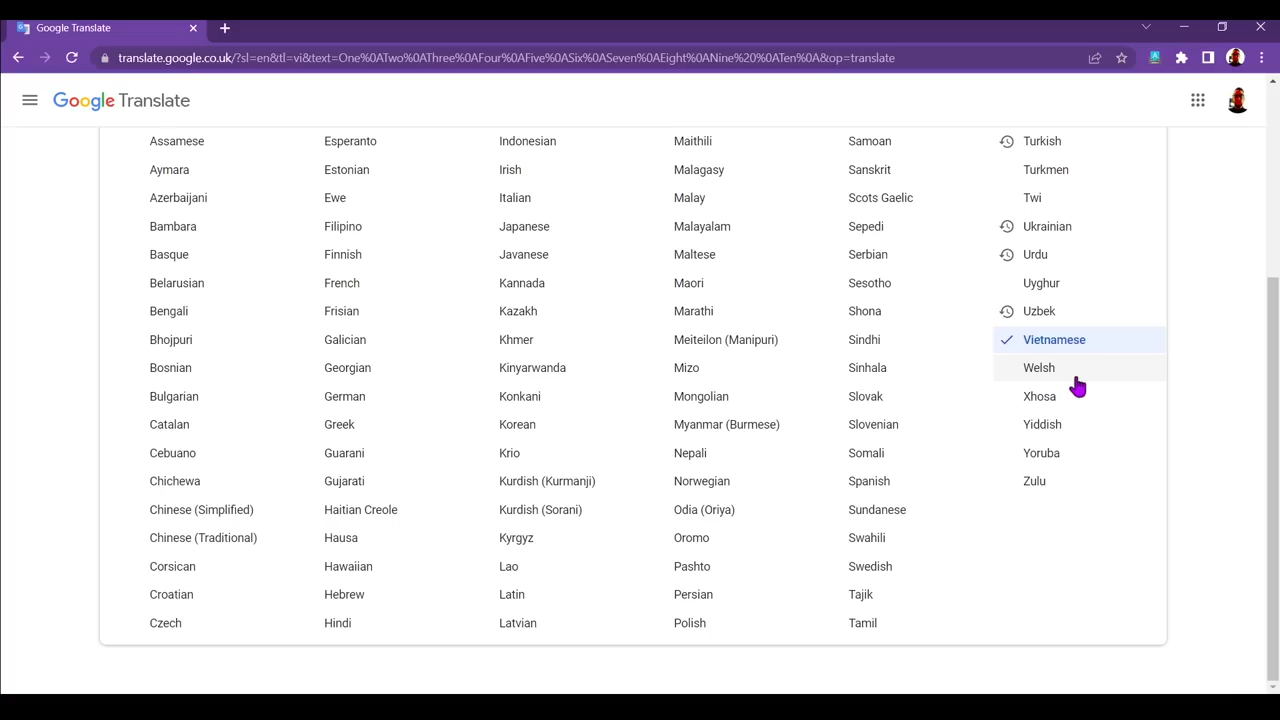 Google Translate
translate.google.co.uk/?sl=en&tl=vi&text=One%0ATwo%0AThree%0AFour%0AFive%0ASix%0ASeven%0AEight%0ANine%20%0ATen%0A&op=translate
Google Translate
Assamese
Aymara
Azerbaijani
Bambara
Basque
Belarusian
Bengali
Bhojpuri
Bosnian
Bulgarian
Catalan
Cebuano
Chichewa
Chinese (Simplified)
Chinese (Traditional)
Corsican
Croatian
Czech
Esperanto
Estonian
Ewe
Filipino
Finnish
French
Frisian
Galician
Georgian
German
Greek
Guarani
Gujarati
Haitian Creole
Hausa
Hawaiian
Hebrew
Hindi
Indonesian
Irish
Italian
Japanese
Javanese
Kannada
Kazakh
Khmer
Kinyarwanda
Konkani
Korean
Krio
Kurdish (Kurmanji)
Kurdish (Sorani)
Kyrgyz
Lao
Latin
Latvian
Maithili
Malagasy
Malay
Malayalam
Maltese
Maori
Marathi
Meiteilon (Manipuri)
Mizo
Mongolian
Myanmar (Burmese)
Nepali
Norwegian
Odia (Oriya)
Oromo
Pashto
Persian
Polish
Samoan
Sanskrit
Scots Gaelic
Sepedi
Serbian
Sesotho
Shona
Sindhi
Sinhala
Slovak
Slovenian
Somali
Spanish
Sundanese
Swahili
Swedish
Tajik
Tamil
Turkish
Turkmen
Twi
Ukrainian
Urdu
Uyghur
Uzbek
Vietnamese
Welsh
Xhosa
Yiddish
Yoruba
Zulu